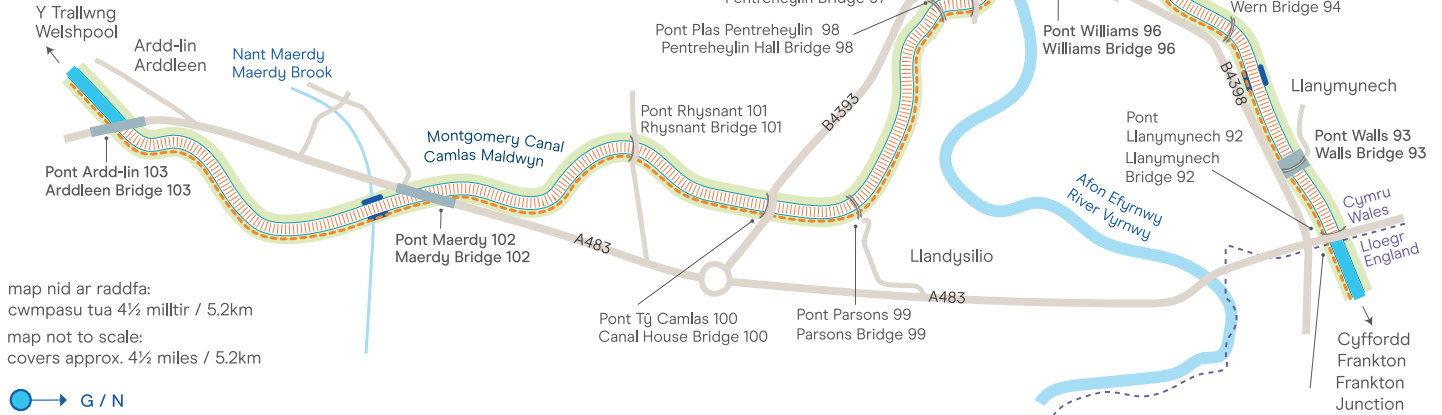 Y Trallwng
Welshpool
Ardd-lin
Arddleen
Nant Maerdy
Maerdy Brook
Pont Ardd-lin 103
Arddleen Bridge 103
Montgomery Canal
Camlas Maldwyn
Pont Maerdy 102
Maerdy Bridge 102
A483
Pont Rhysnant 101
Rhysnant Bridge 101
Pont Plas Pentreheylin 98
Pentreheylin Hall Bridge 98
B4393
Pont Tŷ Camlas 100
Canal House Bridge 100
Pont Parsons 99
Parsons Bridge 99
Llandysilio
A483
Afon Efyrnwy
River Vyrnwy
Pont Williams 96
Williams Bridge 96
Wern Bridge 94
B4398
Llanymynech
Pont
Llanymynech 92
Llanymynech
Bridge 92
Pont Walls 93
Walls Bridge 93
Cymru
Wales
Lloegr
England
Cyffordd
Frankton
Frankton
Junction
map nid ar raddfa:
cwmpasu tua 4½ milltir / 5.2km
map not to scale:
covers approx. 4½ miles / 5.2km
G / N